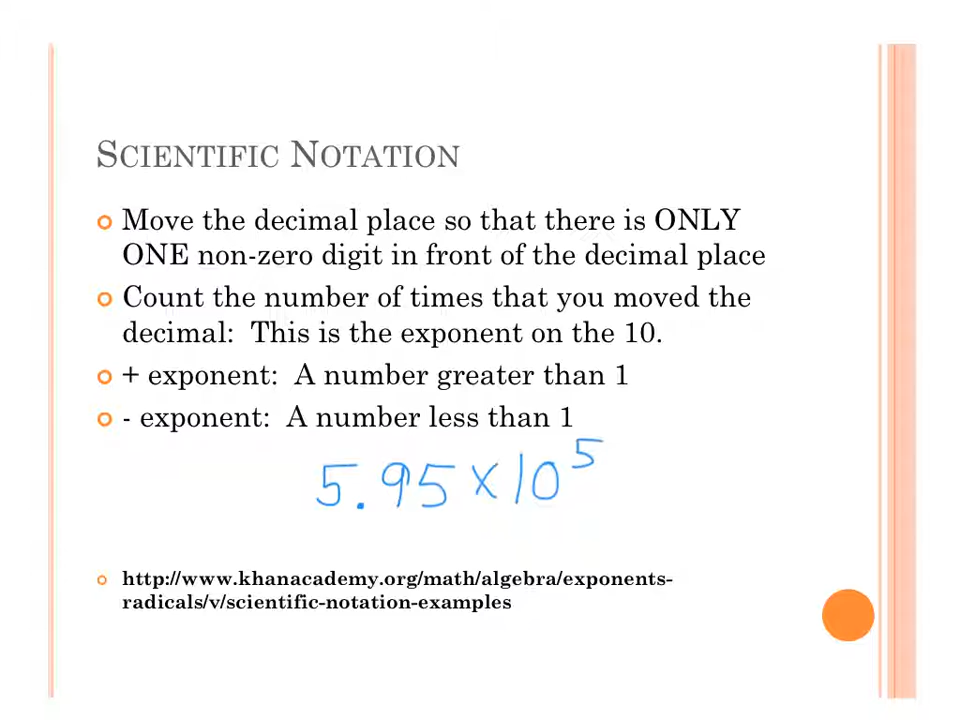 SCIENTIFIC NOTATION
Move the decimal place so that there is ONLY
ONE non-zero digit in front of the decimal place
Count the number of times that you moved the
decimal: This is the exponent on the 10.
+ exponent: A number greater than 1
- exponent: A number less than 1
5.95 x 10⁵
http://www.khanacademy.org/math/algebra/exponents-
radicals/v/scientific-notation-examples